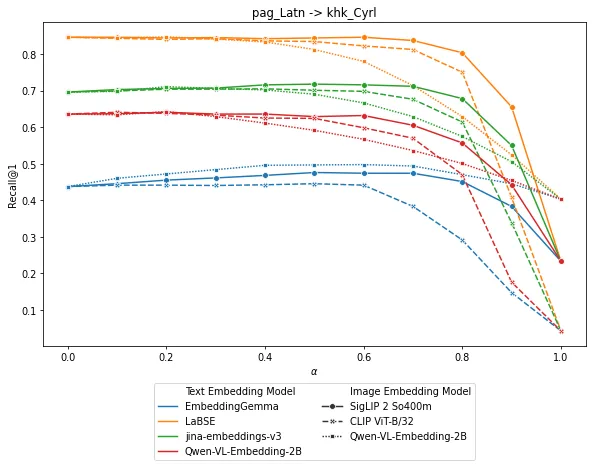 pag_Latn -> khk_Cyrl
Recall@1
0.8
0.7
0.6
0.5
0.4
0.3
0.2
0.1
0.0 0.2 0.4 0.6 0.8 1.0
α
Text Embedding Model
EmbeddingGemma
LaBSE
jina-embeddings-v3
Qwen-VL-Embedding-2B
Image Embedding Model
SigLIP 2 So400m
CLIP ViT-B/32
Qwen-VL-Embedding-2B